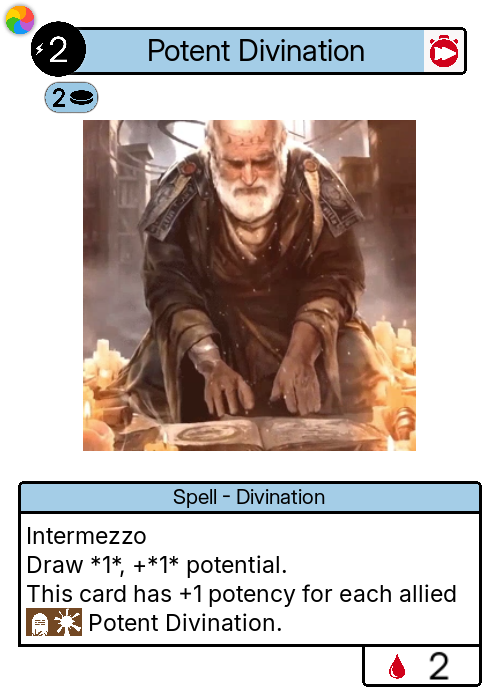 2
Potent Divination
2
Spell - Divination
Intermezzo
Draw *1*, +*1* potential.
This card has +1 potency for each allied
Potent Divination.
2